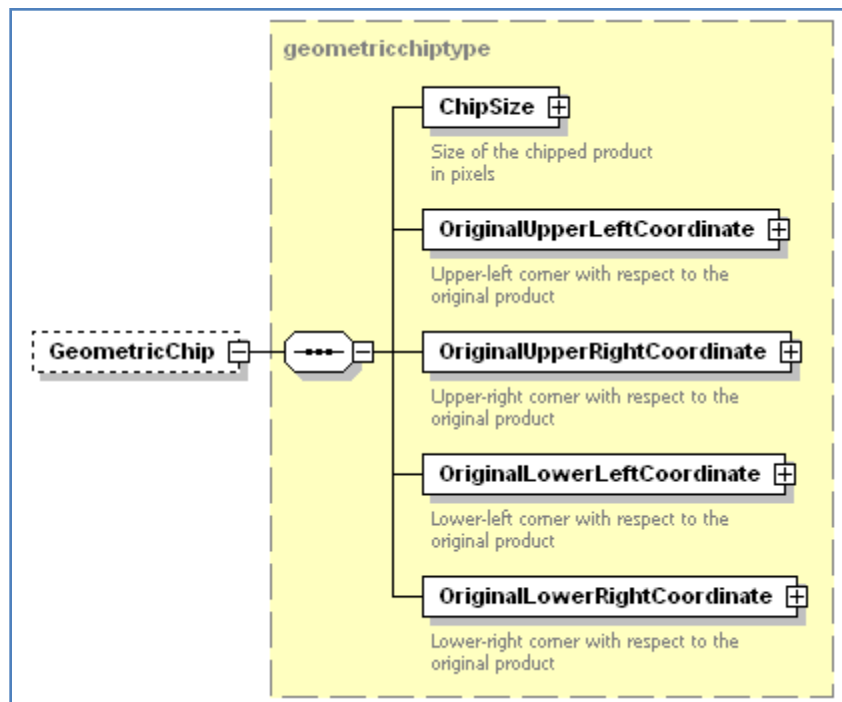 geometricchiptype
ChipSize
Size of the chipped product
in pixels
OriginalUpperLeftCoordinate
Upper-left corner with respect to the
original product
GeometricChip
OriginalUpperRightCoordinate
Upper-right corner with respect to the
original product
OriginalLowerLeftCoordinate
Lower-left corner with respect to the
original product
OriginalLowerRightCoordinate
Lower-right corner with respect to the
original product